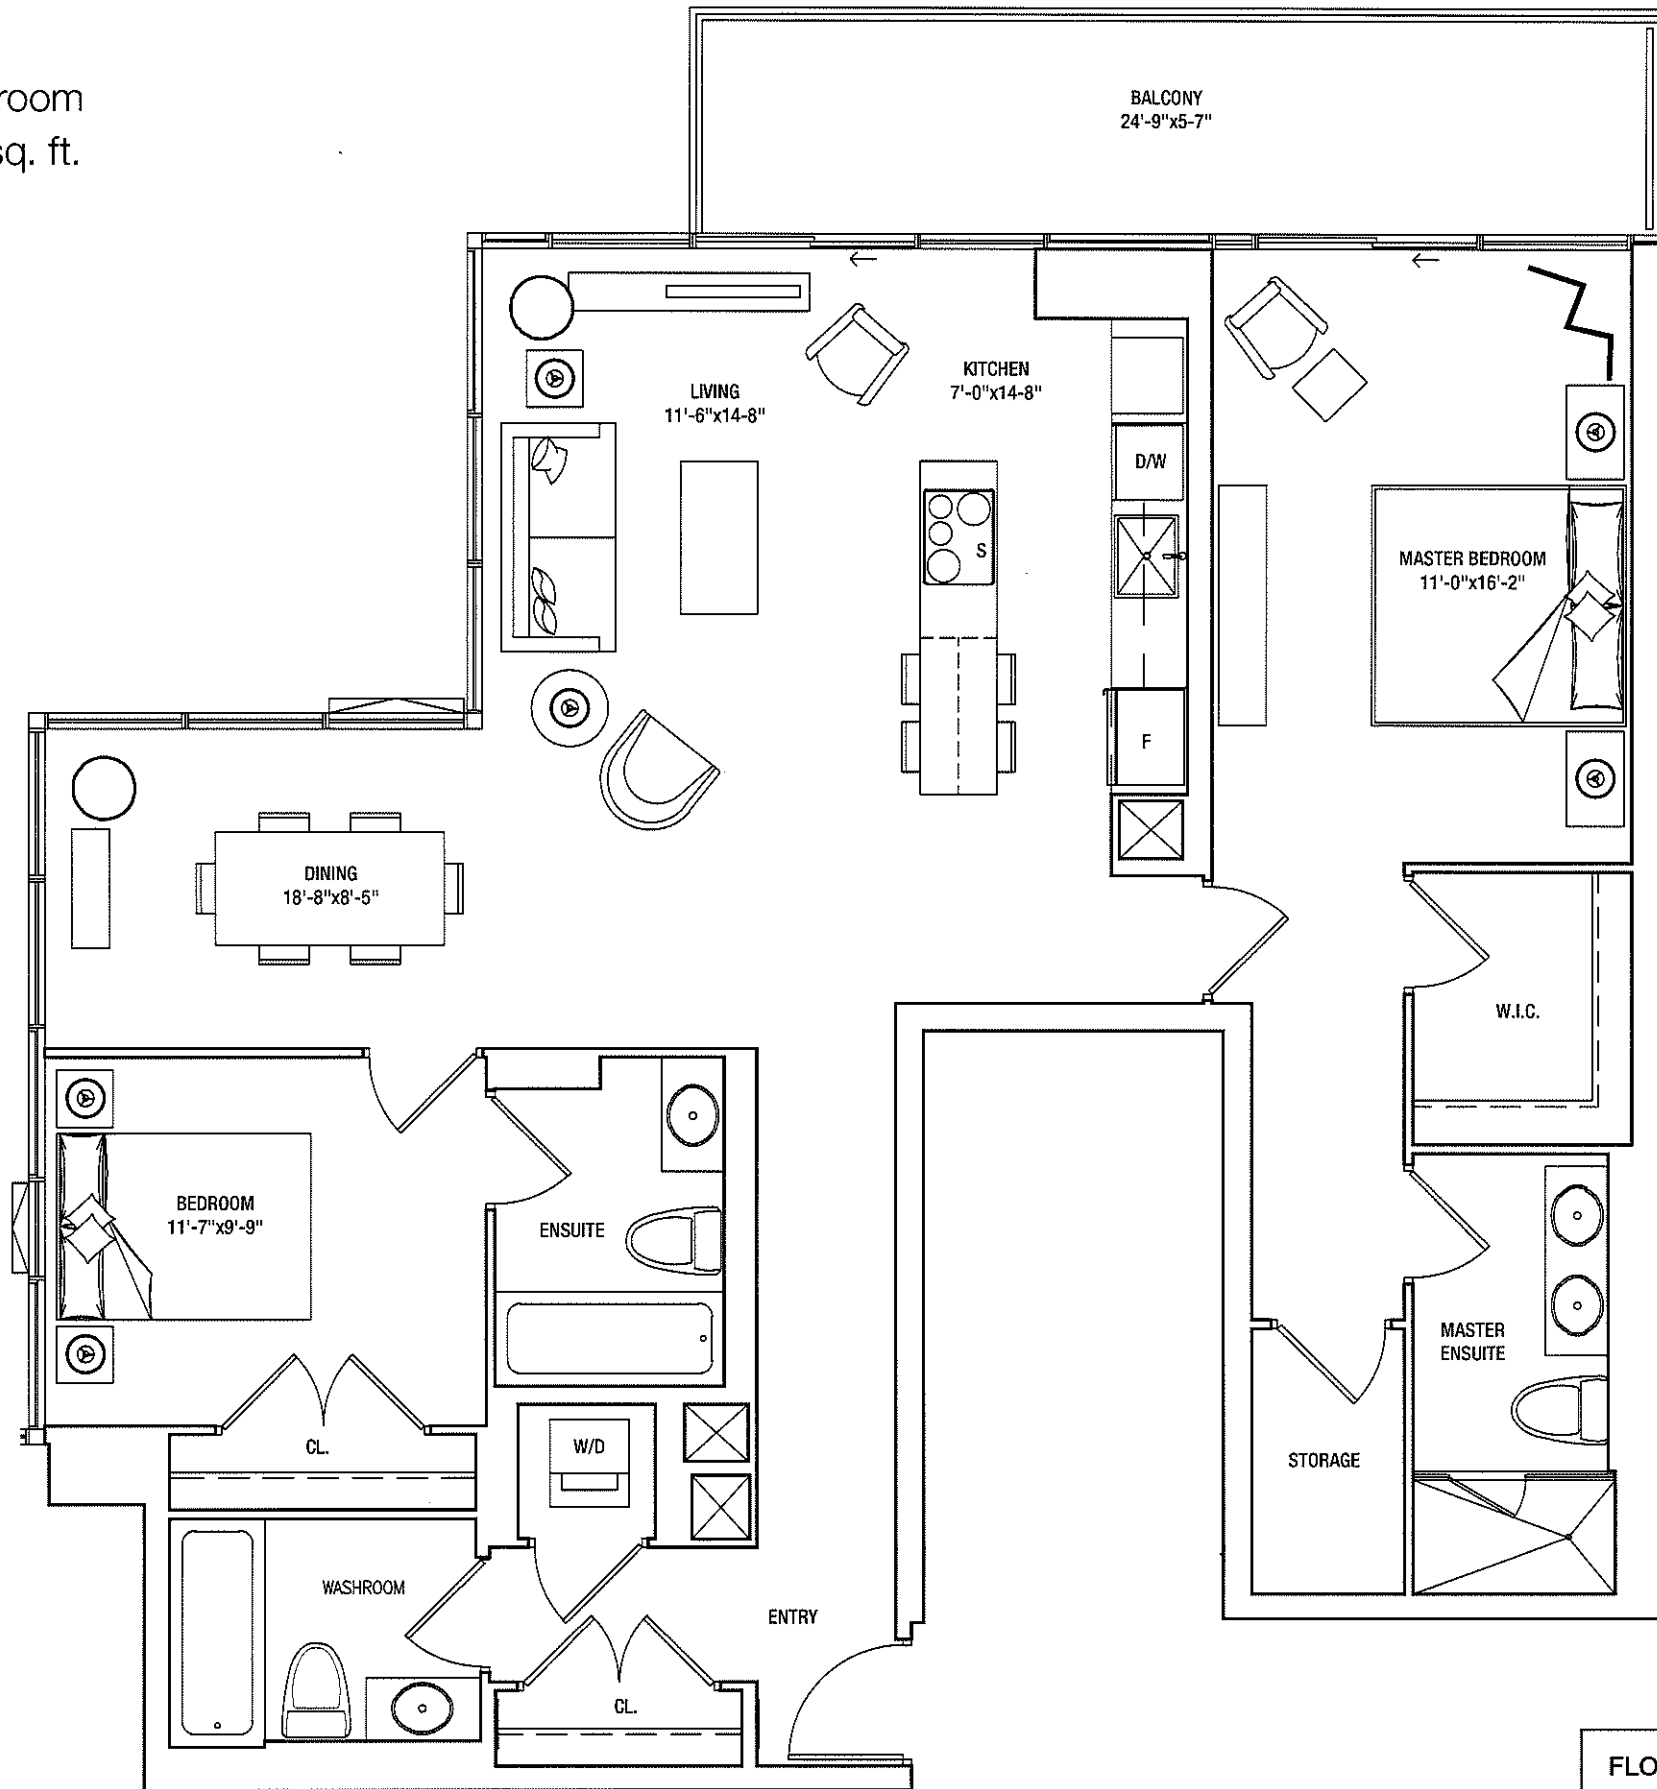 room
sq. ft.
BALCONY
24'-9"x5-7"
LIVING
11'-6"x14-8"
KITCHEN
7'-0"x14-8"
D/W
S
MASTER BEDROOM
11'-0"x16'-2"
F
DINING
18'-8"x8'-5"
W.I.C.
BEDROOM
11'-7"x9'-9"
ENSUITE
MASTER
ENSUITE
CL.
W/D
STORAGE
WASHROOM
ENTRY
CL.
FLO